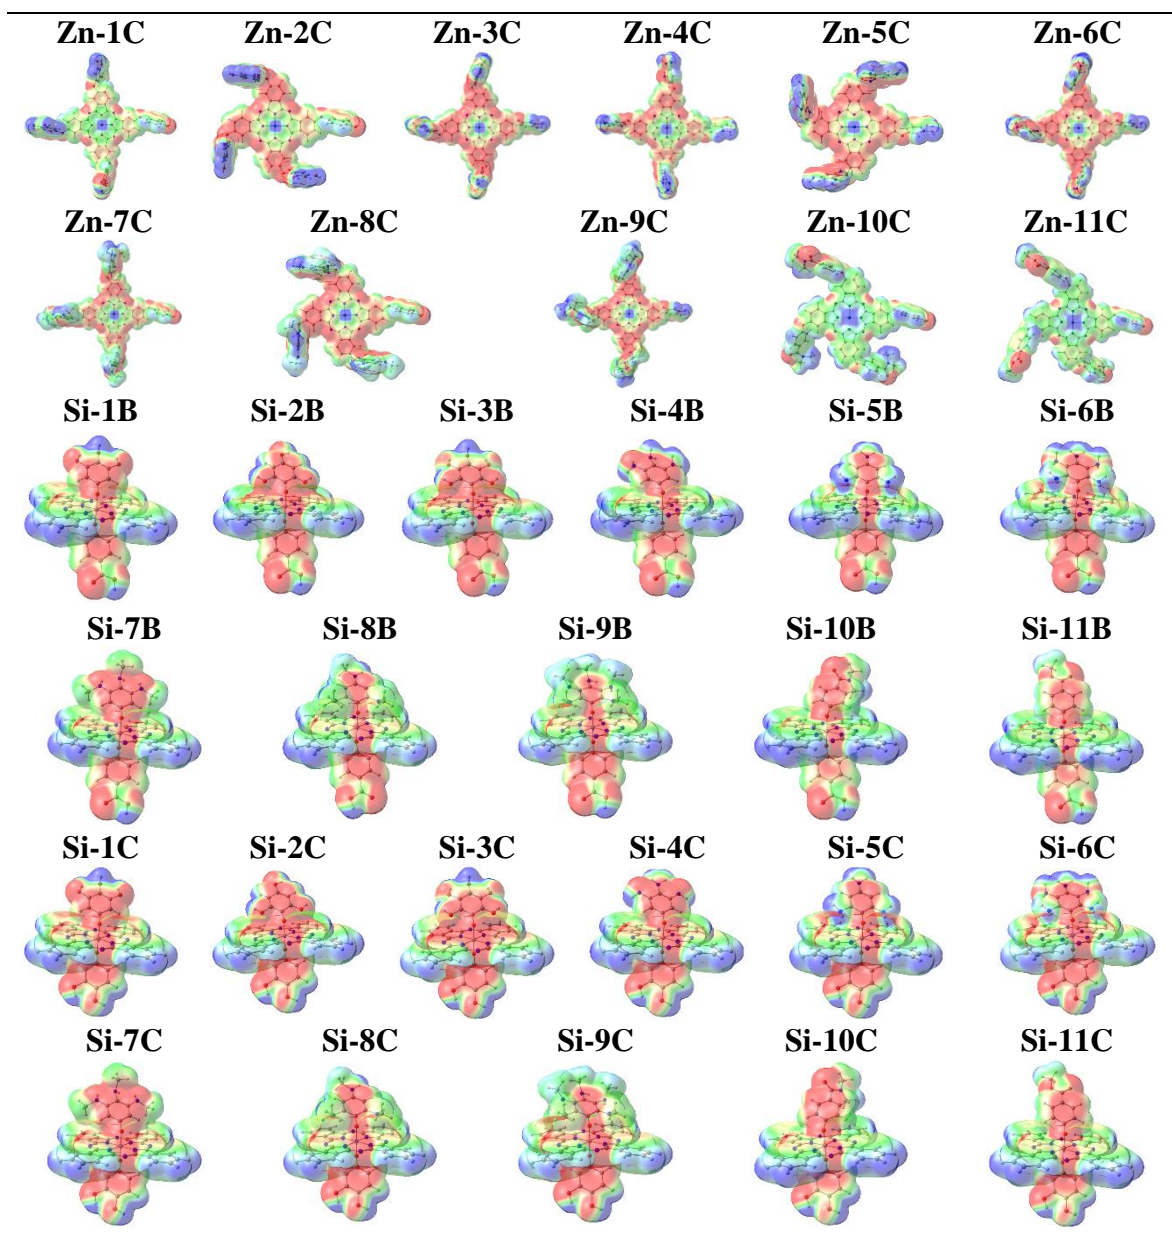 Zn-1C Zn-2C Zn-3C Zn-4C Zn-5C Zn-6C
Zn-7C Zn-8C Zn-9C Zn-10C Zn-11C
Si-1B Si-2B Si-3B Si-4B Si-5B Si-6B
Si-7B Si-8B Si-9B Si-10B Si-11B
Si-1C Si-2C Si-3C Si-4C Si-5C Si-6C
Si-7C Si-8C Si-9C Si-10C Si-11C